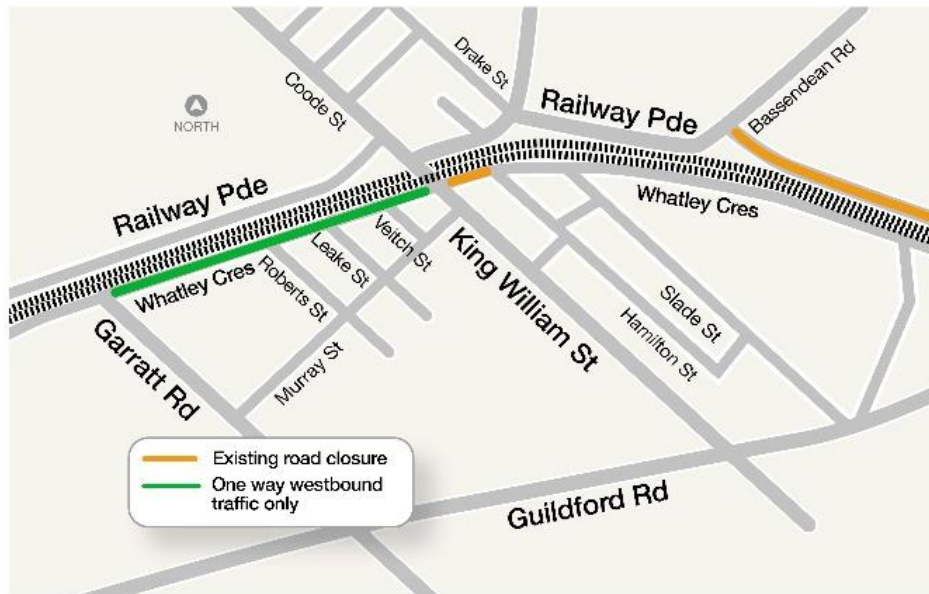 Coode St
Drake St
NORTH
Railway Pde
Bassendean Rd
Railway Pde
Whatley Cres
Veitch St
Leake St
Whatley Cres
Roberts St
King William St
Slade St
Hamilton St
Murray St
Garratt Rd
Existing road closure
One way westbound
traffic only
Guildford Rd